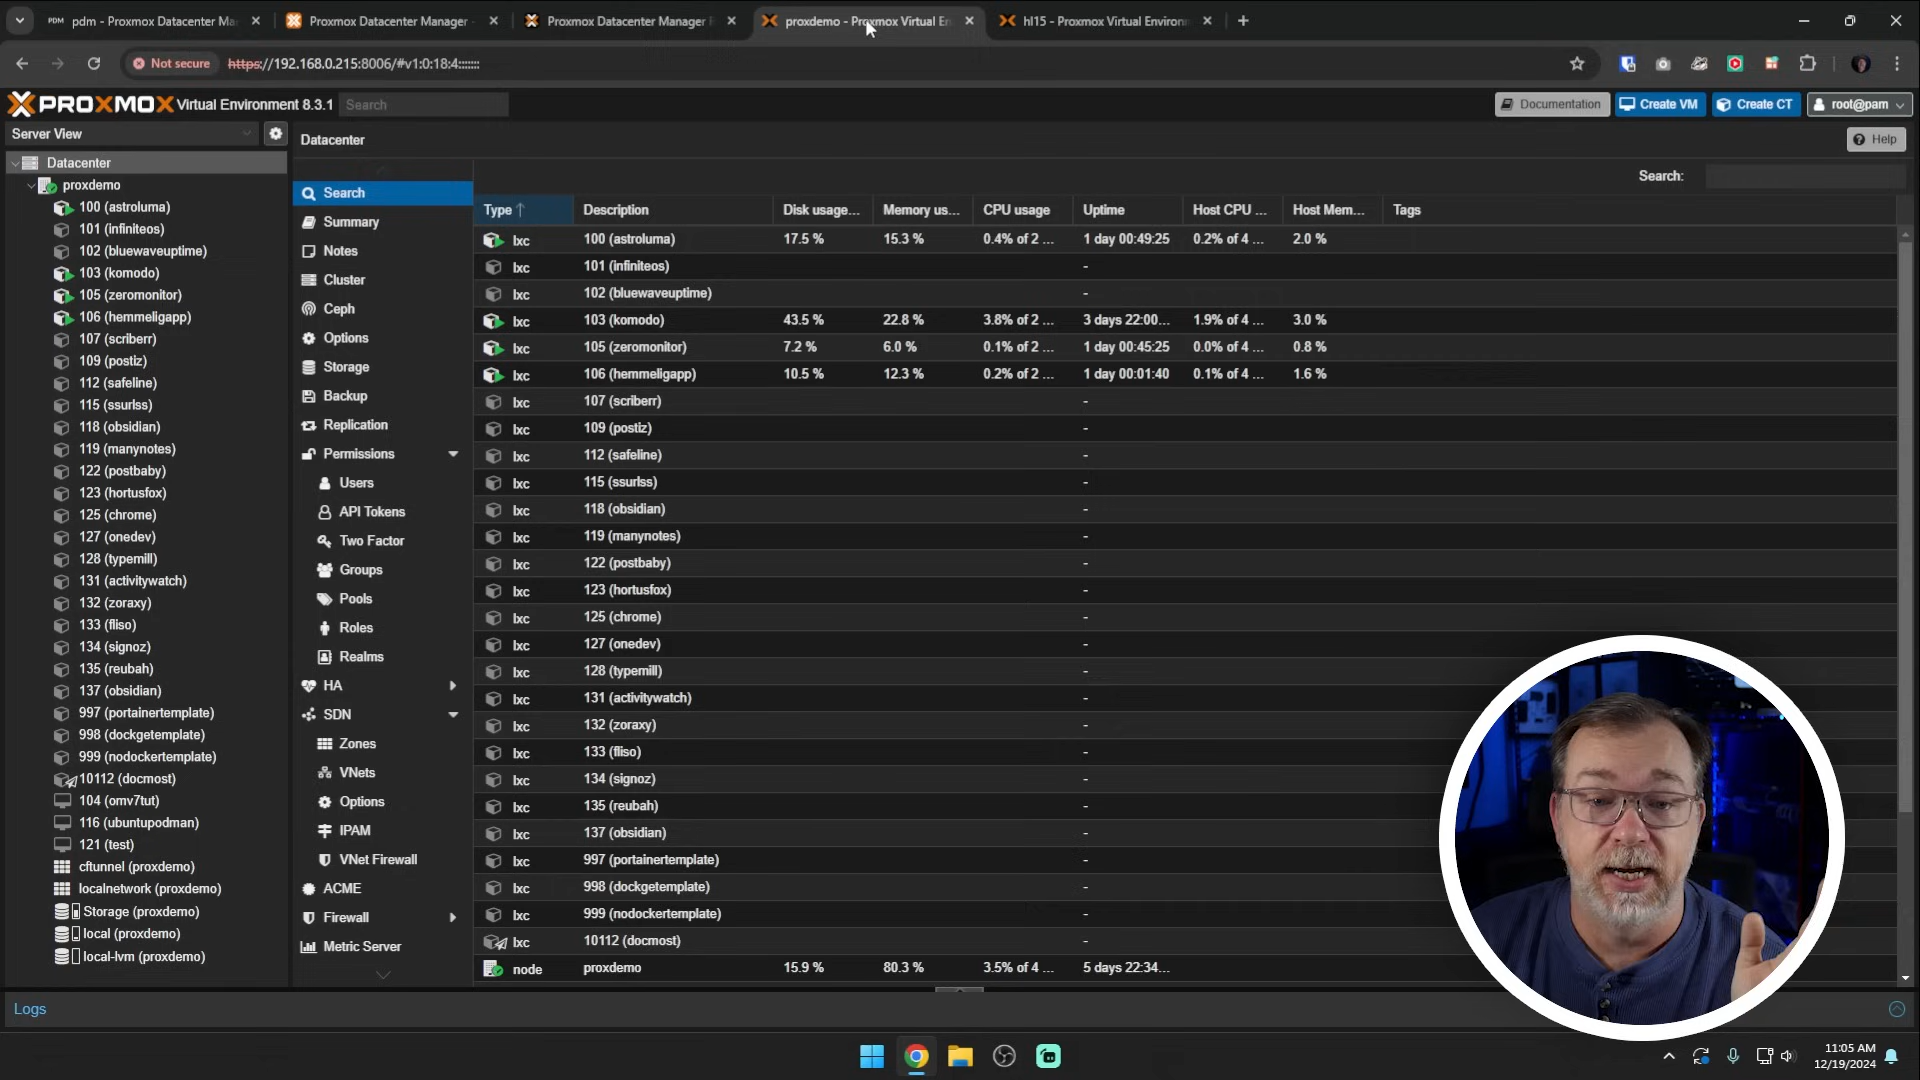 PDM pdm - Proxmox Datacenter Ma
Proxmox Datacenter Manager -
Proxmox Datacenter Manager F
proxdemo - Proxmox Virtual En
hl15 - Proxmox Virtual Environ
Not secure https://192.168.0.215:8006/#v1:0:18:4:::::::
PROXMOX Virtual Environment 8.3.1 Search
Documentation Create VM Create CT root@pam
Server View
Datacenter
Help
Datacenter
proxdemo
100 (astroluma)
101 (infiniteos)
102 (bluewaveuptime)
103 (komodo)
105 (zeromonitor)
106 (hemmeligapp)
107 (scriberr)
109 (postiz)
112 (safeline)
115 (ssurlss)
118 (obsidian)
119 (manynotes)
122 (postbaby)
123 (hortusfox)
125 (chrome)
127 (onedev)
128 (typemill)
131 (activitywatch)
132 (zoraxy)
133 (fliso)
134 (signoz)
135 (reubah)
137 (obsidian)
997 (portainertemplate)
998 (dockgetemplate)
999 (nodockertemplate)
10112 (docmost)
104 (omv7tut)
116 (ubuntupodman)
121 (test)
cftunnel (proxdemo)
localnetwork (proxdemo)
Storage (proxdemo)
local (proxdemo)
local-lvm (proxdemo)
Search
Summary
Notes
Cluster
Ceph
Options
Storage
Backup
Replication
Permissions
Users
API Tokens
Two Factor
Groups
Pools
Roles
Realms
HA
SDN
Zones
VNets
Options
IPAM
VNet Firewall
ACME
Firewall
Metric Server
Search:
Type ↑ Description Disk usage... Memory us... CPU usage Uptime Host CPU ... Host Mem... Tags
lxc 100 (astroluma) 17.5 % 15.3 % 0.4% of 2 ... 1 day 00:49:25 0.2% of 4 ... 2.0 %
lxc 101 (infiniteos) -
lxc 102 (bluewaveuptime) -
lxc 103 (komodo) 43.5 % 22.8 % 3.8% of 2 ... 3 days 22:00... 1.9% of 4 ... 3.0 %
lxc 105 (zeromonitor) 7.2 % 6.0 % 0.1% of 2 ... 1 day 00:45:25 0.0% of 4 ... 0.8 %
lxc 106 (hemmeligapp) 10.5 % 12.3 % 0.2% of 2 ... 1 day 00:01:40 0.1% of 4 ... 1.6 %
lxc 107 (scriberr) -
lxc 109 (postiz) -
lxc 112 (safeline) -
lxc 115 (ssurlss) -
lxc 118 (obsidian) -
lxc 119 (manynotes) -
lxc 122 (postbaby) -
lxc 123 (hortusfox) -
lxc 125 (chrome) -
lxc 127 (onedev) -
lxc 128 (typemill) -
lxc 131 (activitywatch) -
lxc 132 (zoraxy) -
lxc 133 (fliso) -
lxc 134 (signoz) -
lxc 135 (reubah) -
lxc 137 (obsidian) -
lxc 997 (portainertemplate) -
lxc 998 (dockgetemplate) -
lxc 999 (nodockertemplate) -
lxc 10112 (docmost) -
node proxdemo 15.9 % 80.3 % 3.5% of 4 ... 5 days 22:34...
Logs
11:05 AM
12/19/2024